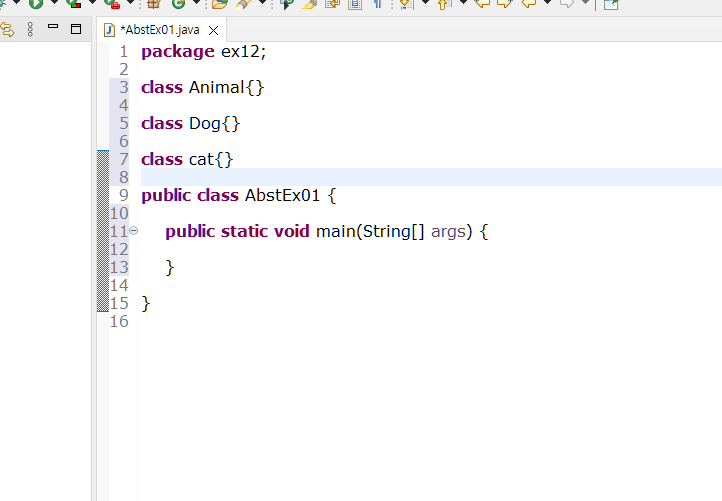 *AbstEx01.java
1 package ex12;
2
3 class Animal{}
4
5 class Dog{}
6
7 class cat{}
8
9 public class AbstEx01 {
10
11 public static void main(String[] args) {
12
13 }
14
15 }
16